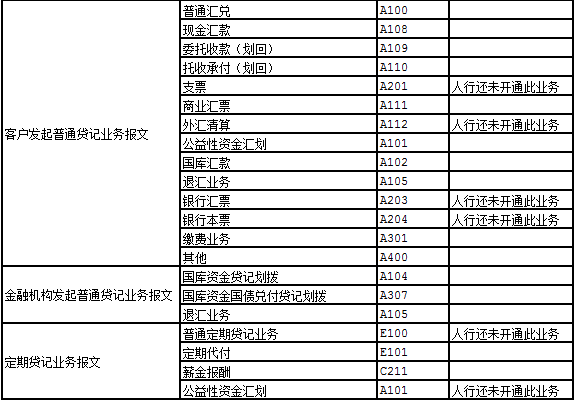 普通汇兑 A100
现金汇款 A108
委托收款（划回） A109
托收承付（划回） A110
支票 A201 人行还未开通此业务
商业汇票 A111
客户发起普通贷记业务报文
外汇清算 A112 人行还未开通此业务
公益性资金汇划 A101
国库汇款 A102
退汇业务 A105
银行汇票 A203 人行还未开通此业务
银行本票 A204 人行还未开通此业务
缴费业务 A301
其他 A400
国库资金贷记划拨 A104
金融机构发起普通贷记业务报文 国库资金国债兑付贷记划拨 A307
退汇业务 A105
普通定期贷记业务 E100 人行还未开通此业务
定期代付 E101
定期贷记业务报文
薪金报酬 C211
公益性资金汇划 A101 人行还未开通此业务